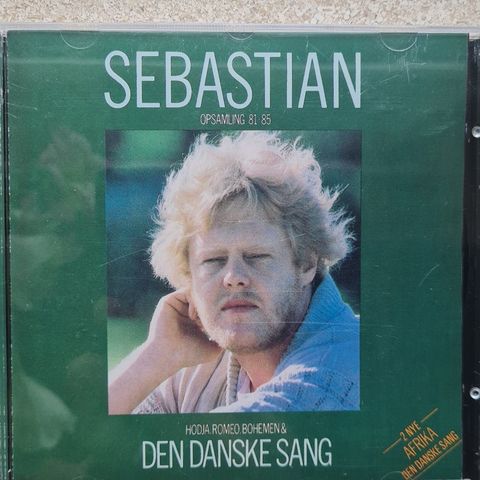 SEBASTIAN
OPSAMLING 81 85
HODJA, ROMEO, BOHEMEN &
DEN DANSKE SANG
2 NYE
AFRIKA
DEN DANSKE SANG